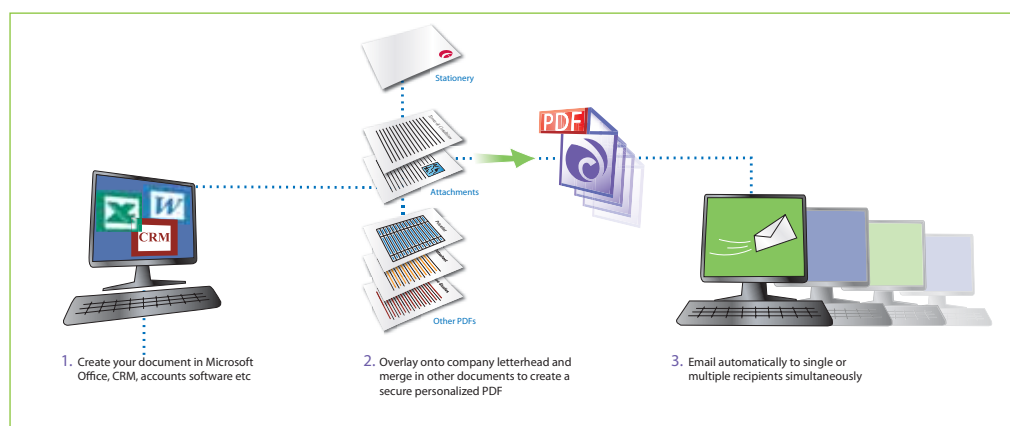 Stationery
PDF
Attachments
W
X
CRM
Other PDFs
1. Create your document in Microsoft
Office, CRM, accounts software etc
2. Overlay onto company letterhead and
merge in other documents to create a
secure personalized PDF
3. Email automatically to single or
multiple recipients simultaneously